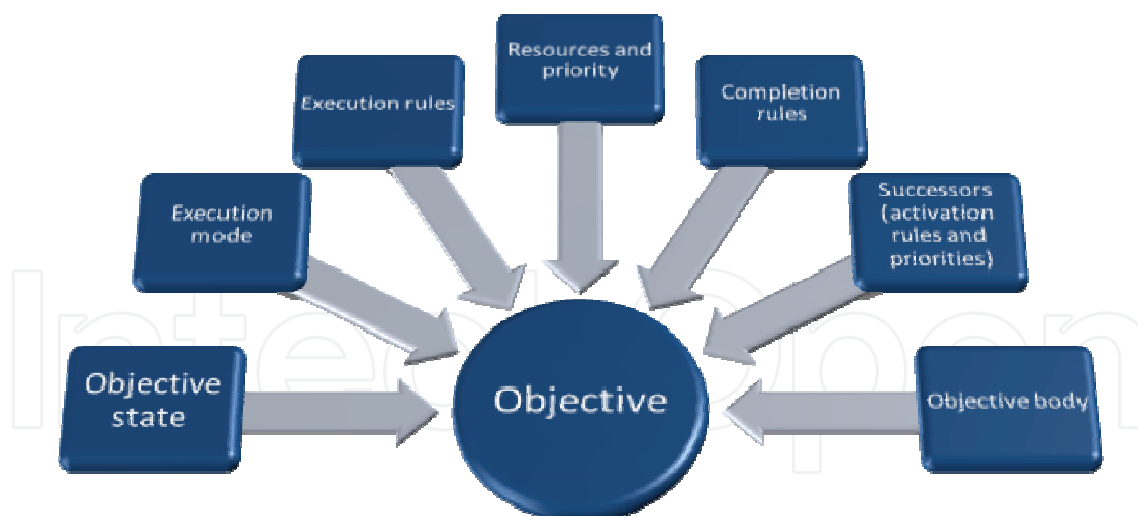 Resources and
priority
Execution rules
Completion
rules
Execution
mode
Successors
(activation
rules and
priorities)
Objective
state
Objective
Objective body
IntechOpen